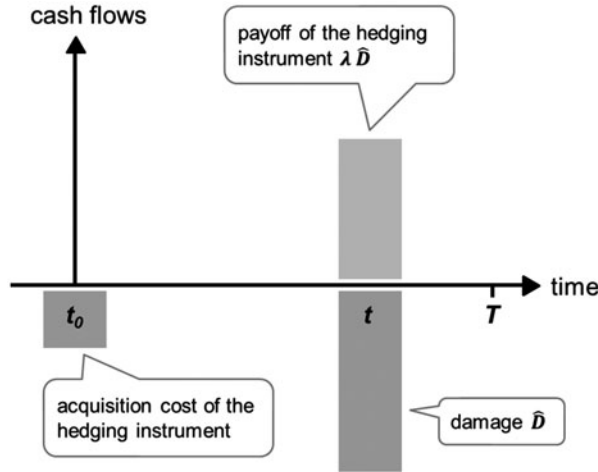 cash flows
payoff of the hedging
instrument λ D̂
time
t₀
t
T
acquisition cost of the
hedging instrument
damage D̂